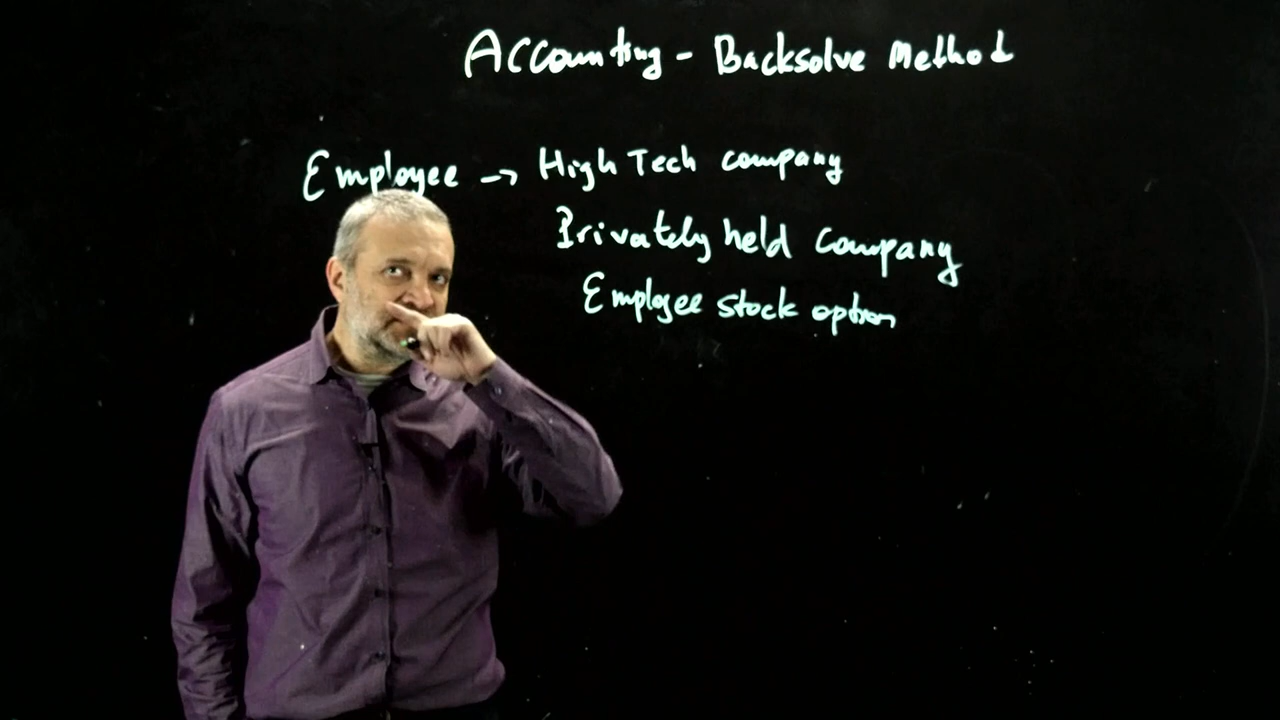 Accounting - Backsolve Method
Employee → High Tech company
Privately held company
Employee stock option